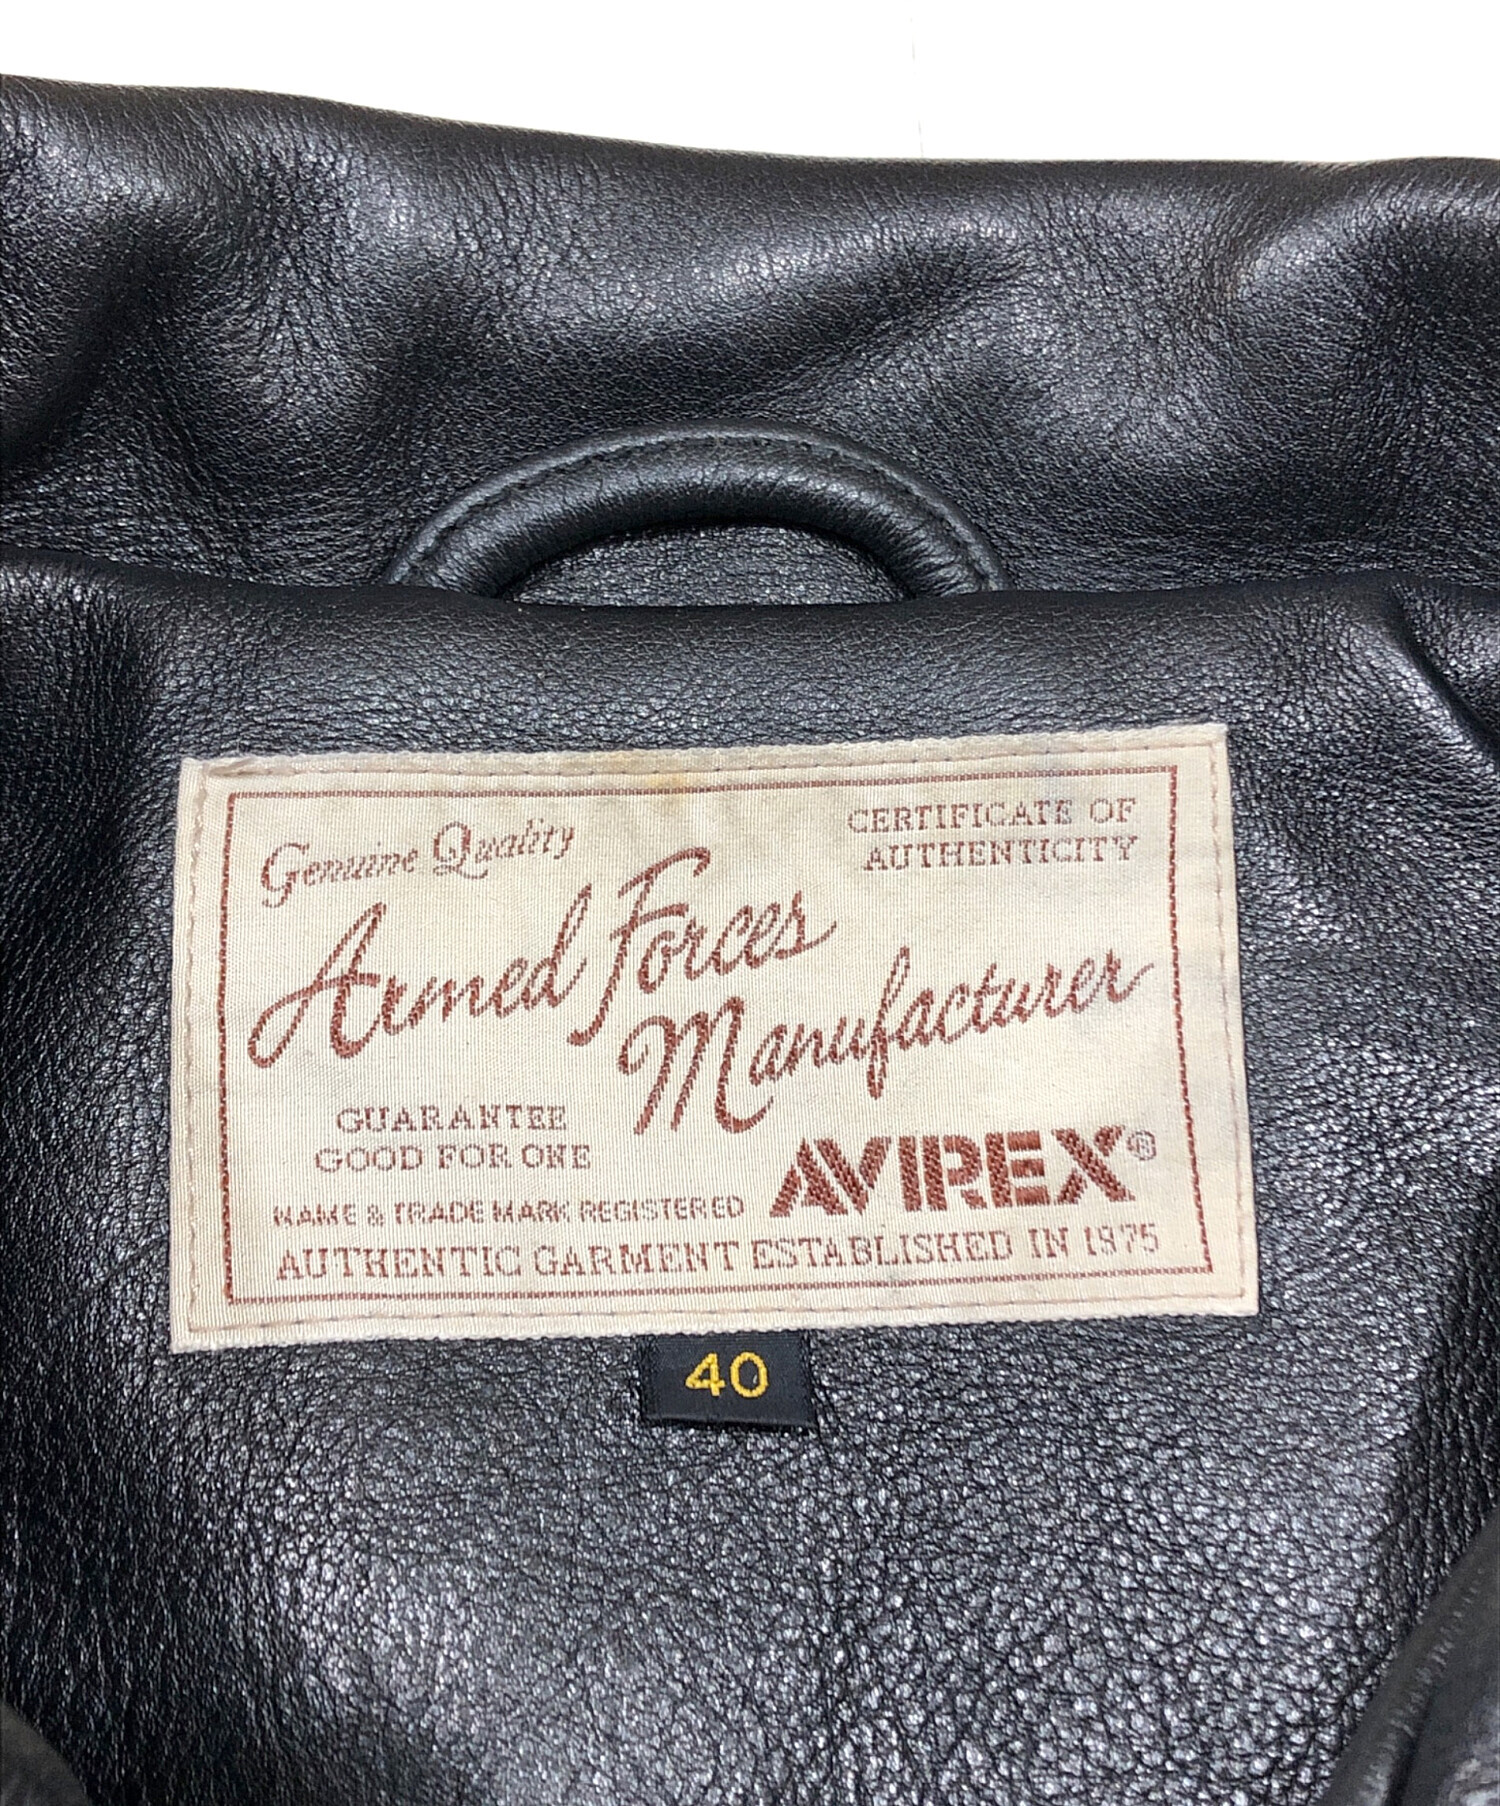 Genuine Quality
CERTIFICATE OF
AUTHENTICITY
Armed Forces
Manufacturer
GUARANTEE
GOOD FOR ONE
AVIREX®
NAME & TRADE MARK REGISTERED
AUTHENTIC GARMENT ESTABLISHED IN 1975
40